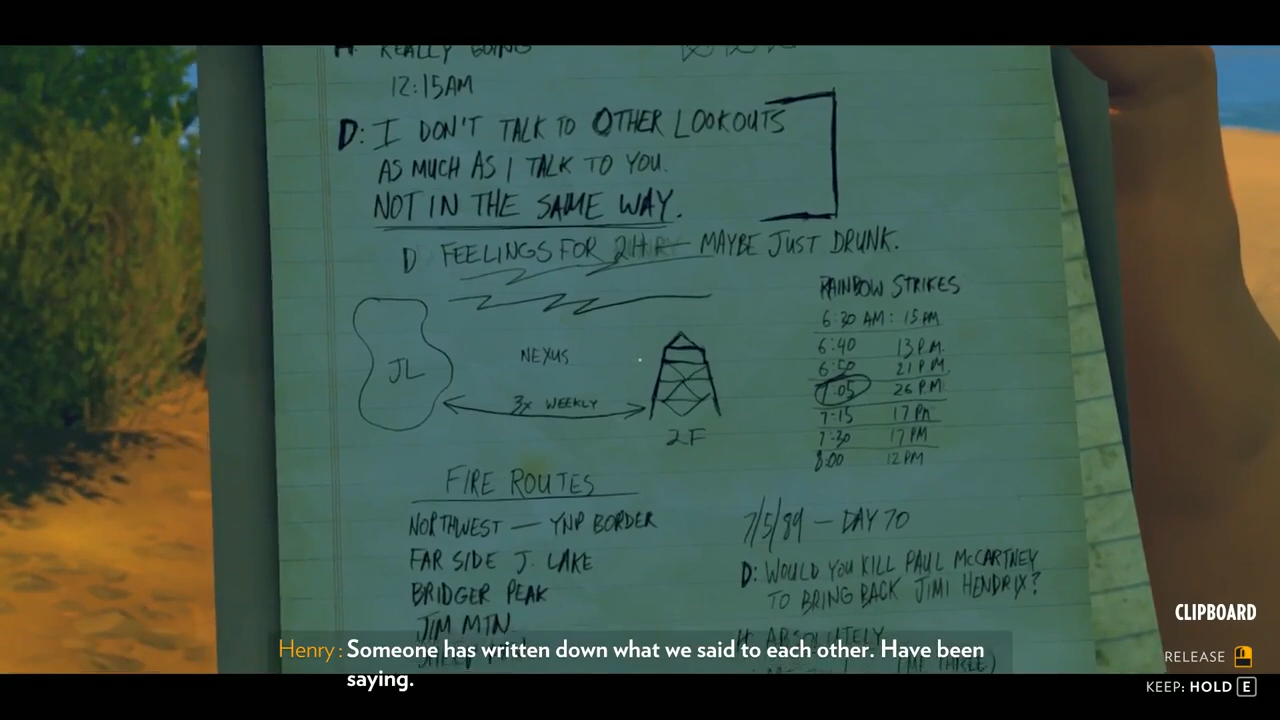 H: REALLY GOING
12:15AM
D: I DON'T TALK TO OTHER LOOKOUTS
AS MUCH AS I TALK TO YOU.
NOT IN THE SAME WAY.
D FEELINGS FOR 2H MAYBE JUST DRUNK.
RAINBOW STRIKES
6:30 AM: 15 PM
6:40 13 P.M.
6:50 21 P.M.
7:05 26 P.M
7:15 17 PM
7:30 17 PM
8:00 12 PM
JL
NEXUS
3x WEEKLY
2F
FIRE ROUTES
NORTHWEST — YNP BORDER
FAR SIDE J. LAKE
BRIDGER PEAK
JIM MTN
7/5/89 — DAY 70
D: WOULD YOU KILL PAUL McCARTNEY
TO BRING BACK JIMI HENDRIX?
H: ABSOLUTELY
Henry: Someone has written down what we said to each other. Have been
saying.
CLIPBOARD
RELEASE
KEEP: HOLD E